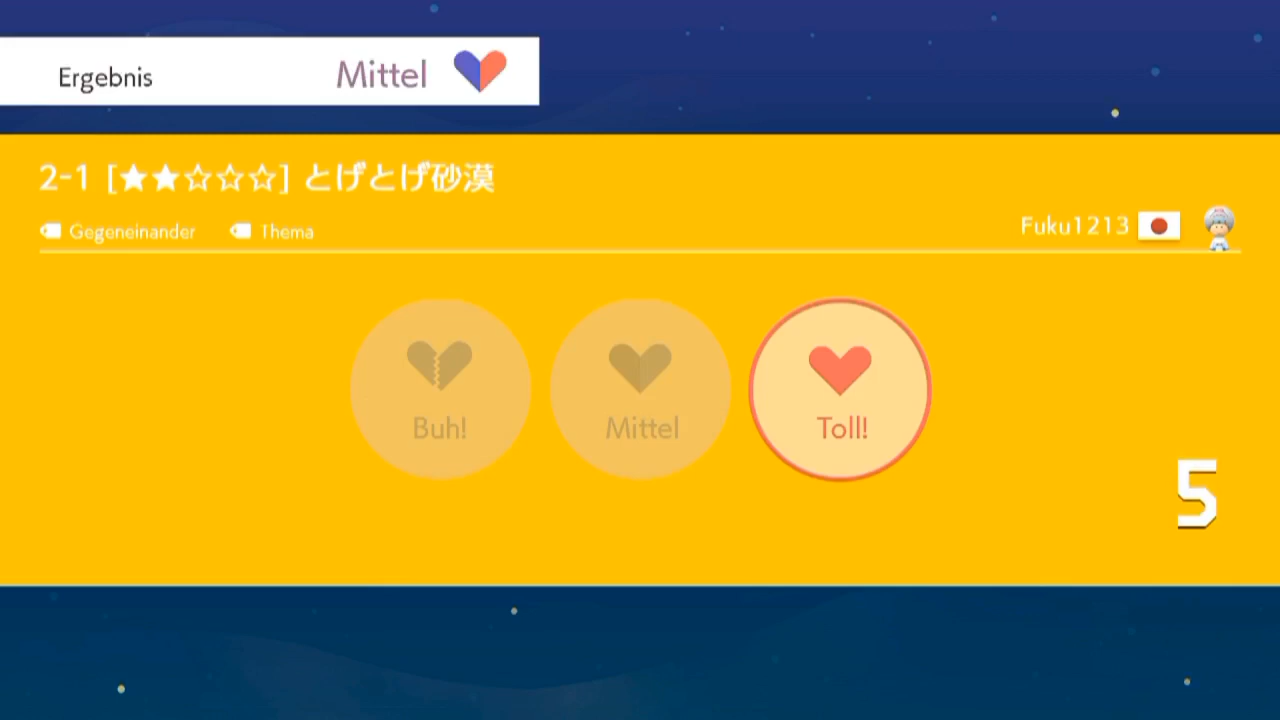 Ergebnis Mittel
2-1 [★★☆☆☆] とげとげ砂漠
Gegeneinander Thema
Fuku1213
Buh! Mittel Toll!
5